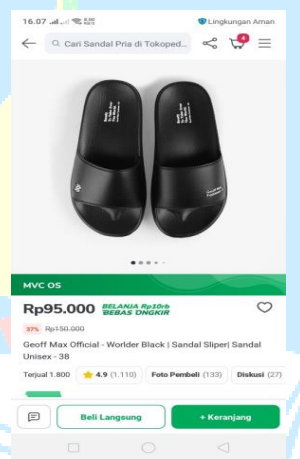 16.07
Lingkungan Aman
Cari Sandal Pria di Tokoped...
4
MVC OS
Rp95.000 BELANJA Rp10rb
BEBAS ONGKIR
37% Rp150.000
Geoff Max Official - Worlder Black | Sandal Sliper| Sandal
Unisex - 38
Terjual 1.800 4.9 (1.110) Foto Pembeli (133) Diskusi (27)
Beli Langsung + Keranjang